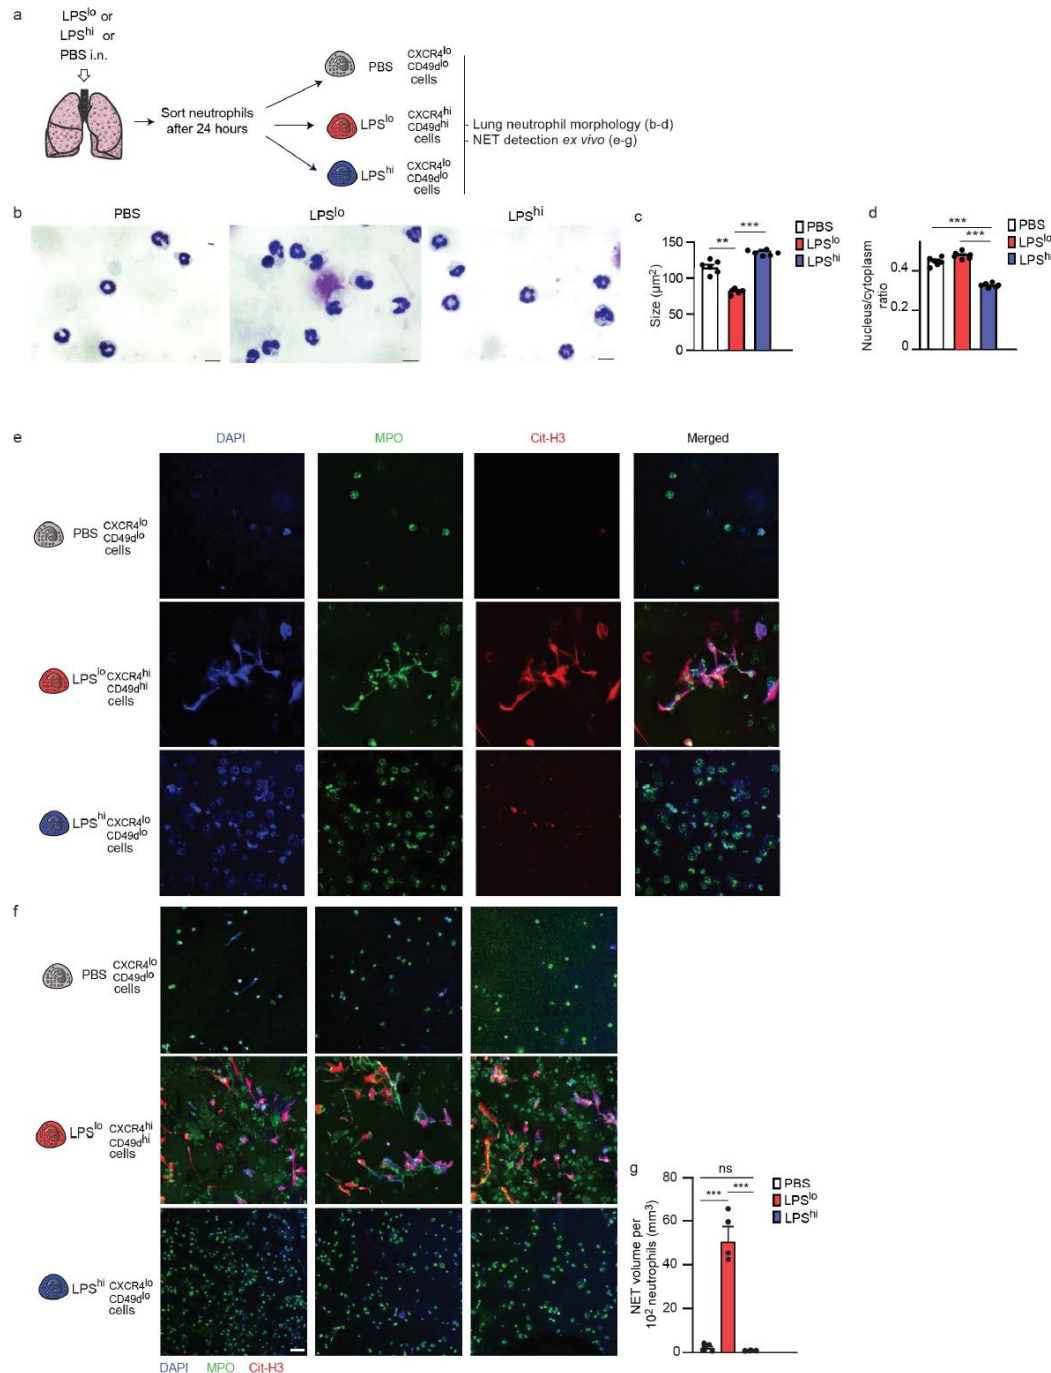 a
LPSlo or
LPShi or
PBS i.n.
Sort neutrophils
after 24 hours
PBS CXCR4lo
CD49dlo
cells
LPSlo CXCR4hi
CD49dhi
cells
LPShi CXCR4lo
CD49dlo
cells
Lung neutrophil morphology (b-d)
NET detection ex vivo (e-g)
b
PBS
LPSlo
LPShi
c
150
100
50
0
Size (µm2)
**
***
PBS
LPSlo
LPShi
d
0.4
0.2
0
Nucleus/cytoplasm
ratio
***
***
PBS
LPSlo
LPShi
e
DAPI
MPO
Cit-H3
Merged
PBS CXCR4lo
CD49dlo
cells
LPSlo CXCR4hi
CD49dhi
cells
LPShi CXCR4lo
CD49dlo
cells
f
PBS CXCR4lo
CD49dlo
cells
LPSlo CXCR4hi
CD49dhi
cells
LPShi CXCR4lo
CD49dlo
cells
DAPI MPO Cit-H3
g
80
60
40
20
0
NET volume per
102 neutrophils (mm3)
ns
***
***
PBS
LPSlo
LPShi